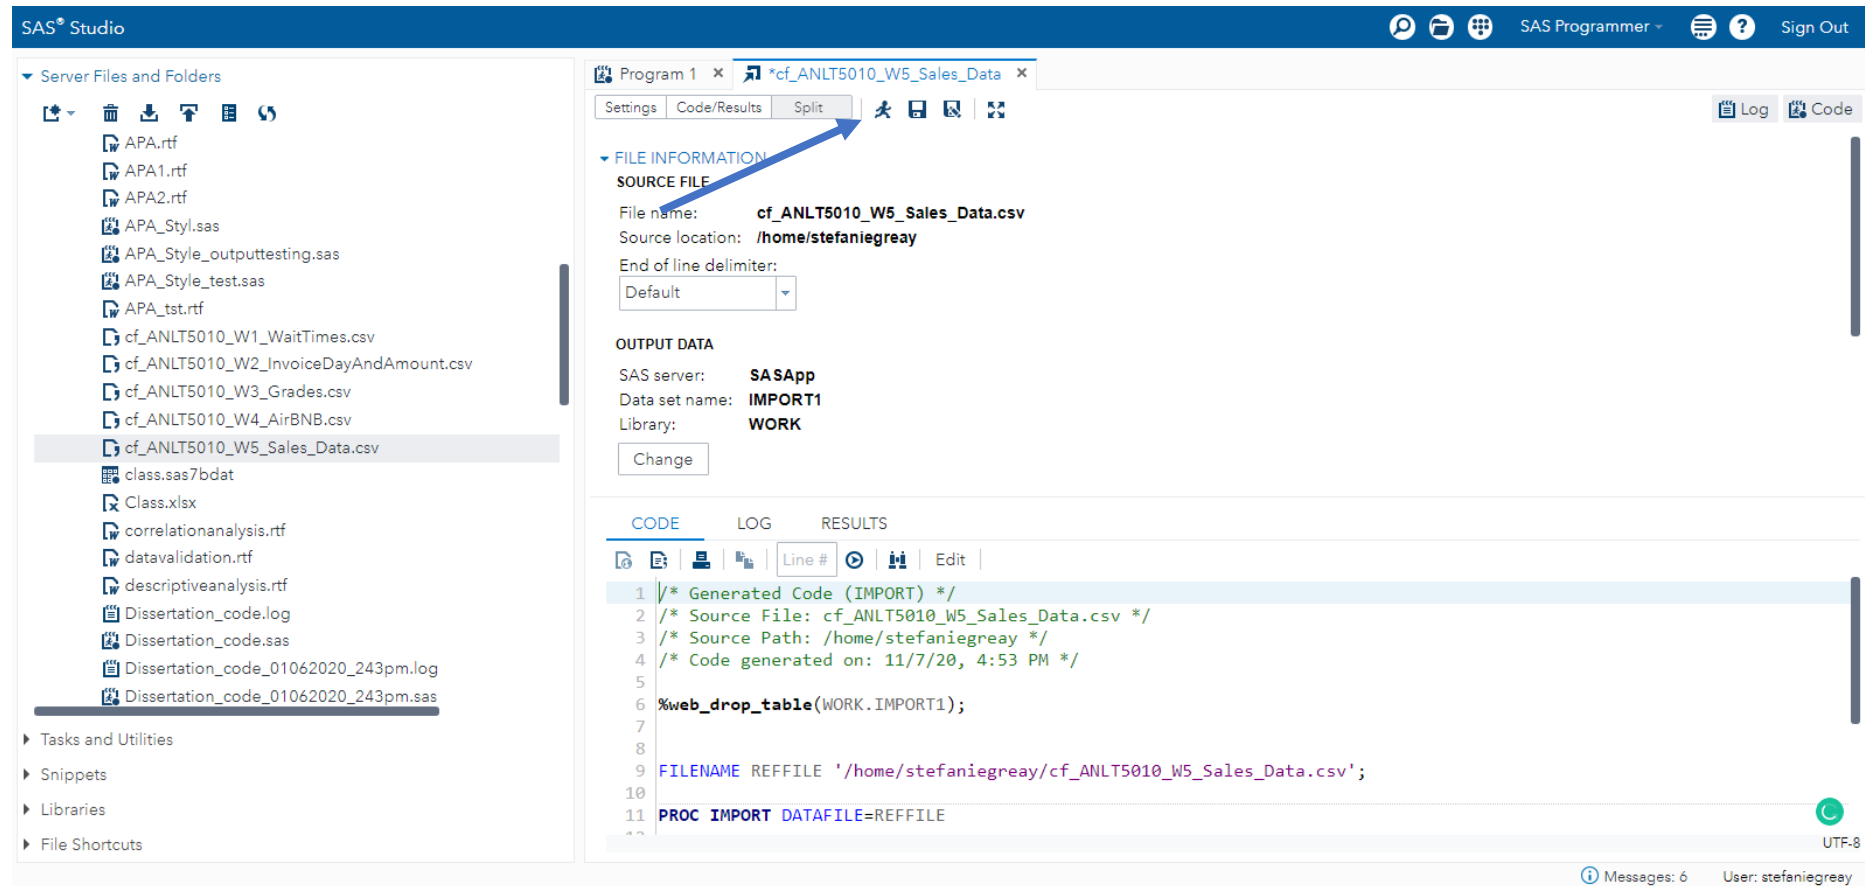 SAS® Studio
SAS Programmer
Sign Out
Server Files and Folders
APA.rtf
APA1.rtf
APA2.rtf
APA_Styl.sas
APA_Style_outputtesting.sas
APA_Style_test.sas
APA_tst.rtf
cf_ANLT5010_W1_WaitTimes.csv
cf_ANLT5010_W2_InvoiceDayAndAmount.csv
cf_ANLT5010_W3_Grades.csv
cf_ANLT5010_W4_AirBNB.csv
cf_ANLT5010_W5_Sales_Data.csv
class.sas7bdat
Class.xlsx
correlationanalysis.rtf
datavalidation.rtf
descriptiveanalysis.rtf
Dissertation_code.log
Dissertation_code.sas
Dissertation_code_01062020_243pm.log
Dissertation_code_01062020_243pm.sas
Tasks and Utilities
Snippets
Libraries
File Shortcuts
Program 1
*cf_ANLT5010_W5_Sales_Data
Settings Code/Results Split
Log Code
FILE INFORMATION
SOURCE FILE
File name: cf_ANLT5010_W5_Sales_Data.csv
Source location: /home/stefaniegreay
End of line delimiter:
Default
OUTPUT DATA
SAS server: SASApp
Data set name: IMPORT1
Library: WORK
Change
CODE LOG RESULTS
Line # Edit
1 /* Generated Code (IMPORT) */
2 /* Source File: cf_ANLT5010_W5_Sales_Data.csv */
3 /* Source Path: /home/stefaniegreay */
4 /* Code generated on: 11/7/20, 4:53 PM */
5
6 %web_drop_table(WORK.IMPORT1);
7
8
9 FILENAME REFFILE '/home/stefaniegreay/cf_ANLT5010_W5_Sales_Data.csv';
10
11 PROC IMPORT DATAFILE=REFFILE
UTF-8
Messages: 6
User: stefaniegreay